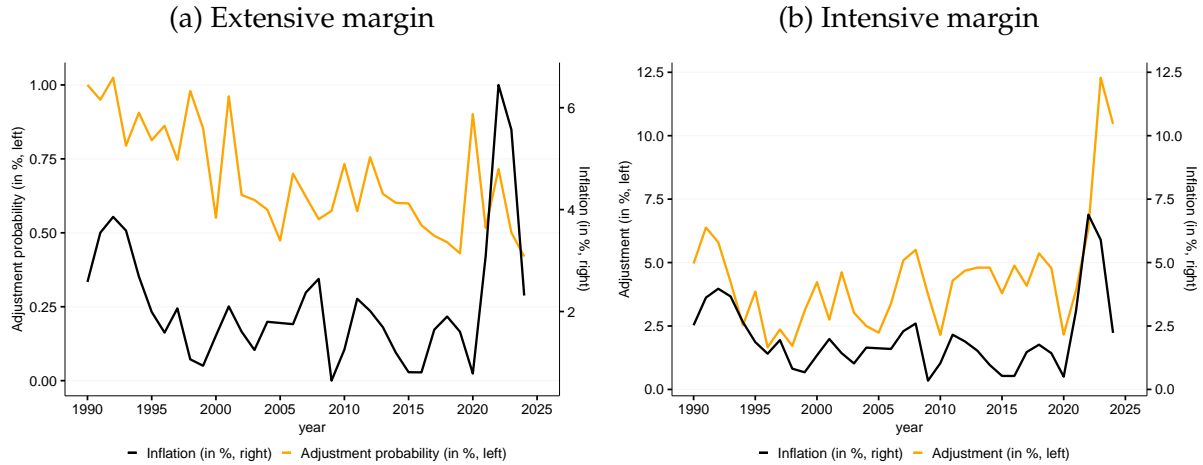 (a) Extensive margin
Adjustment probability (in %, left)
1.00
0.75
0.50
0.25
0.00
6
4
2
Inflation (in %, right)
1990 1995 2000 2005 2010 2015 2020 2025
year
Inflation (in %, right) Adjustment probability (in %, left)
(b) Intensive margin
Adjustment (in %, left)
12.5
10.0
7.5
5.0
2.5
0.0
12.5
10.0
7.5
5.0
2.5
0.0
Inflation (in %, right)
1990 1995 2000 2005 2010 2015 2020 2025
year
Inflation (in %, right) Adjustment (in %, left)